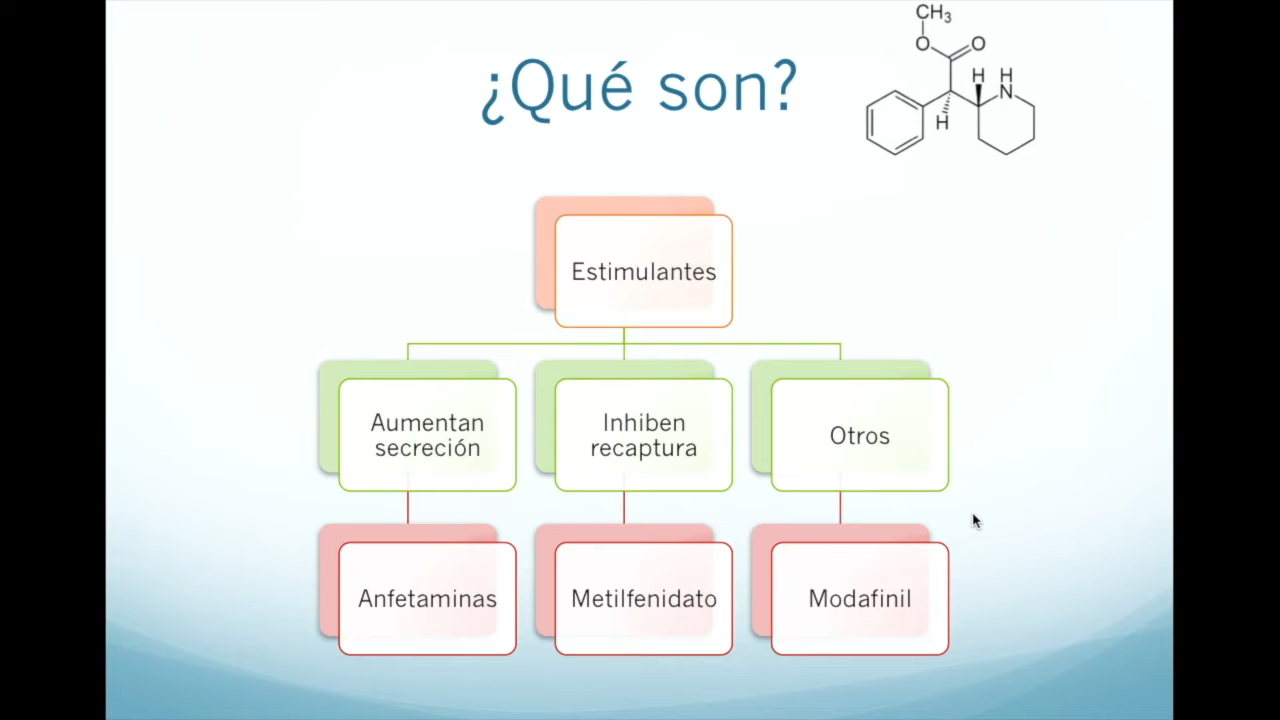 ¿Qué son?
CH3
O
O
H
H
N
H
Estimulantes
Aumentan
secreción
Inhiben
recaptura
Otros
Anfetaminas
Metilfenidato
Modafinil